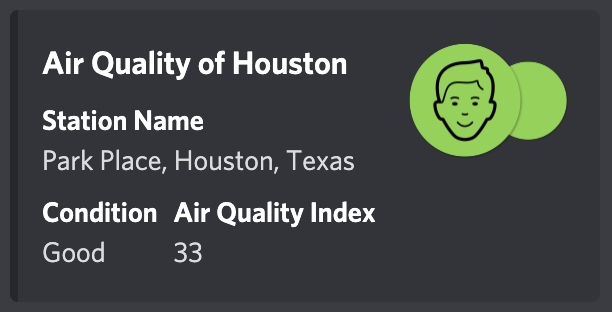 Air Quality of Houston
Station Name
Park Place, Houston, Texas
Condition Air Quality Index
Good 33